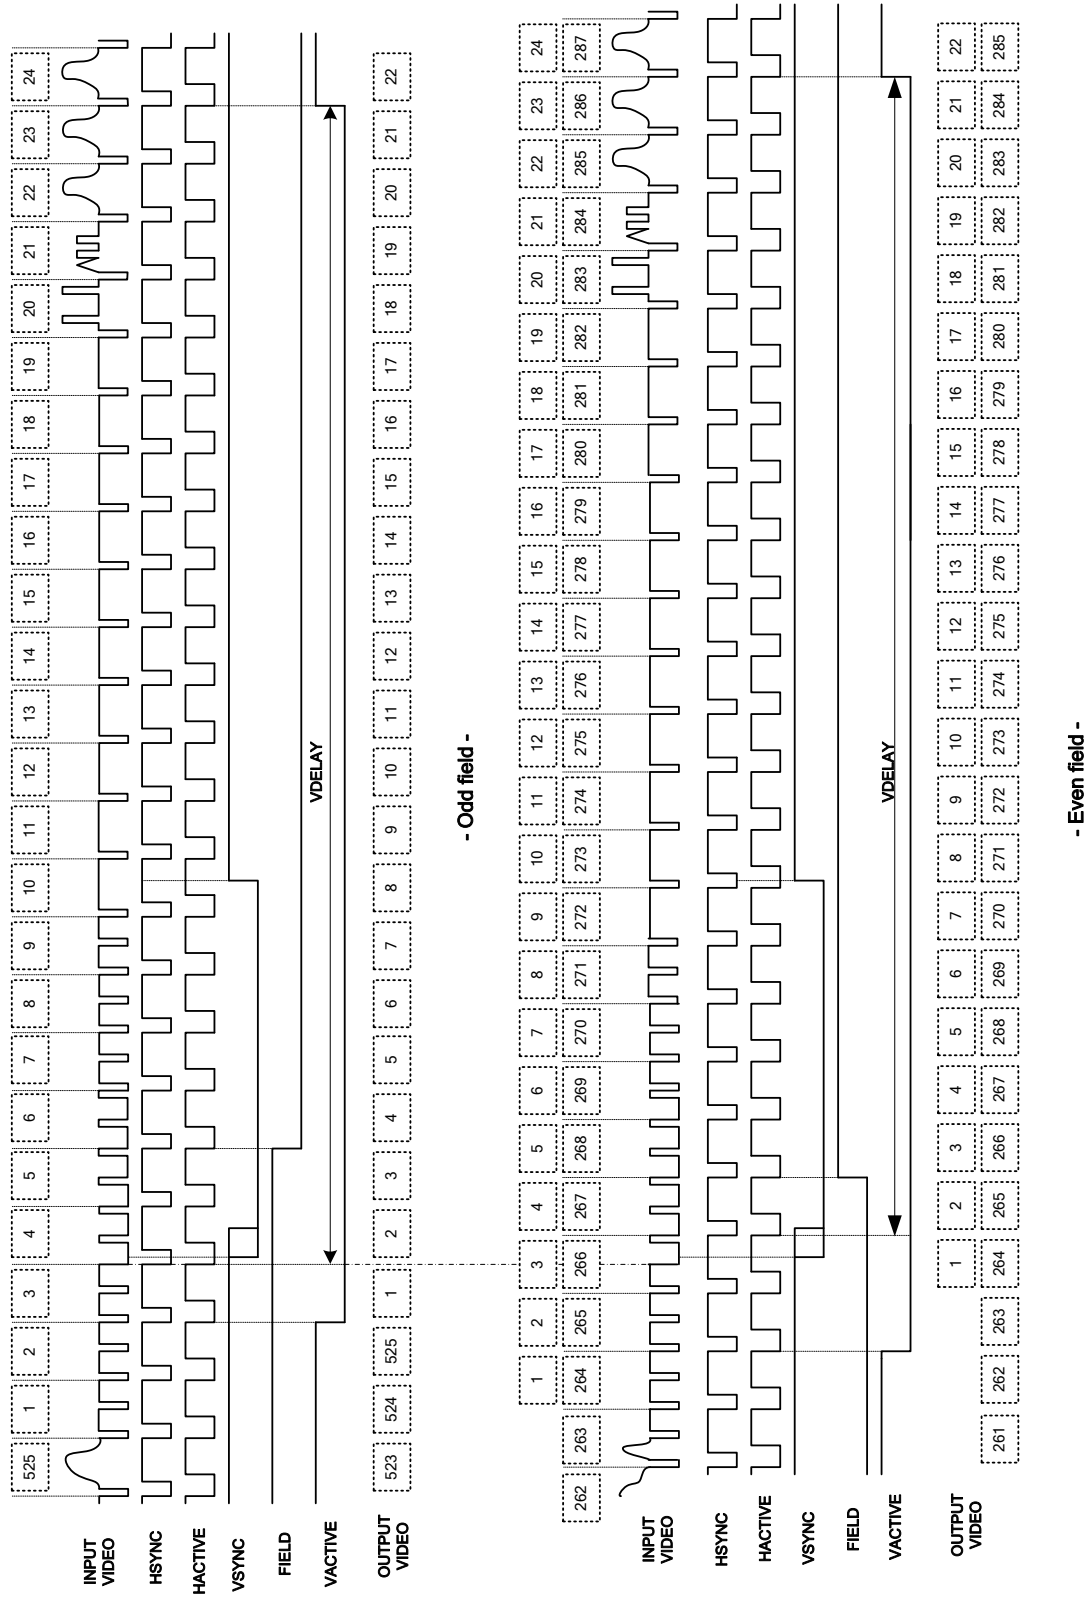 525 1 2 3 4 5 6 7 8 9 10 11 12 13 14 15 16 17 18 19 20 21 22 23 24
INPUT
VIDEO
HSYNC
HACTIVE
VSYNC
FIELD
VACTIVE
VDELAY
OUTPUT
VIDEO
523 524 525 1 2 3 4 5 6 7 8 9 10 11 12 13 14 15 16 17 18 19 20 21 22
- Odd field -
1 2 3 4 5 6 7 8 9 10 11 12 13 14 15 16 17 18 19 20 21 22 23 24
262 263 264 265 266 267 268 269 270 271 272 273 274 275 276 277 278 279 280 281 282 283 284 285 286 287
INPUT
VIDEO
HSYNC
HACTIVE
VSYNC
FIELD
VACTIVE
VDELAY
OUTPUT
VIDEO
1 2 3 4 5 6 7 8 9 10 11 12 13 14 15 16 17 18 19 20 21 22
261 262 263 264 265 266 267 268 269 270 271 272 273 274 275 276 277 278 279 280 281 282 283 284 285
- Even field -